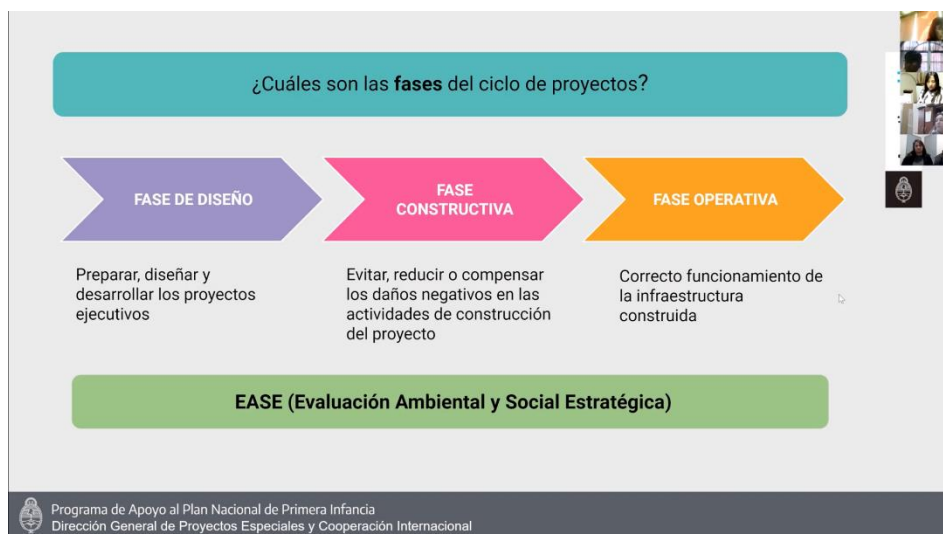 ¿Cuáles son las fases del ciclo de proyectos?
FASE DE DISEÑO
FASE
CONSTRUCTIVA
FASE OPERATIVA
Preparar, diseñar y
desarrollar los proyectos
ejecutivos
Evitar, reducir o compensar
los daños negativos en las
actividades de construcción
del proyecto
Correcto funcionamiento de
la infraestructura
construida
EASE (Evaluación Ambiental y Social Estratégica)
Programa de Apoyo al Plan Nacional de Primera Infancia
Dirección General de Proyectos Especiales y Cooperación Internacional